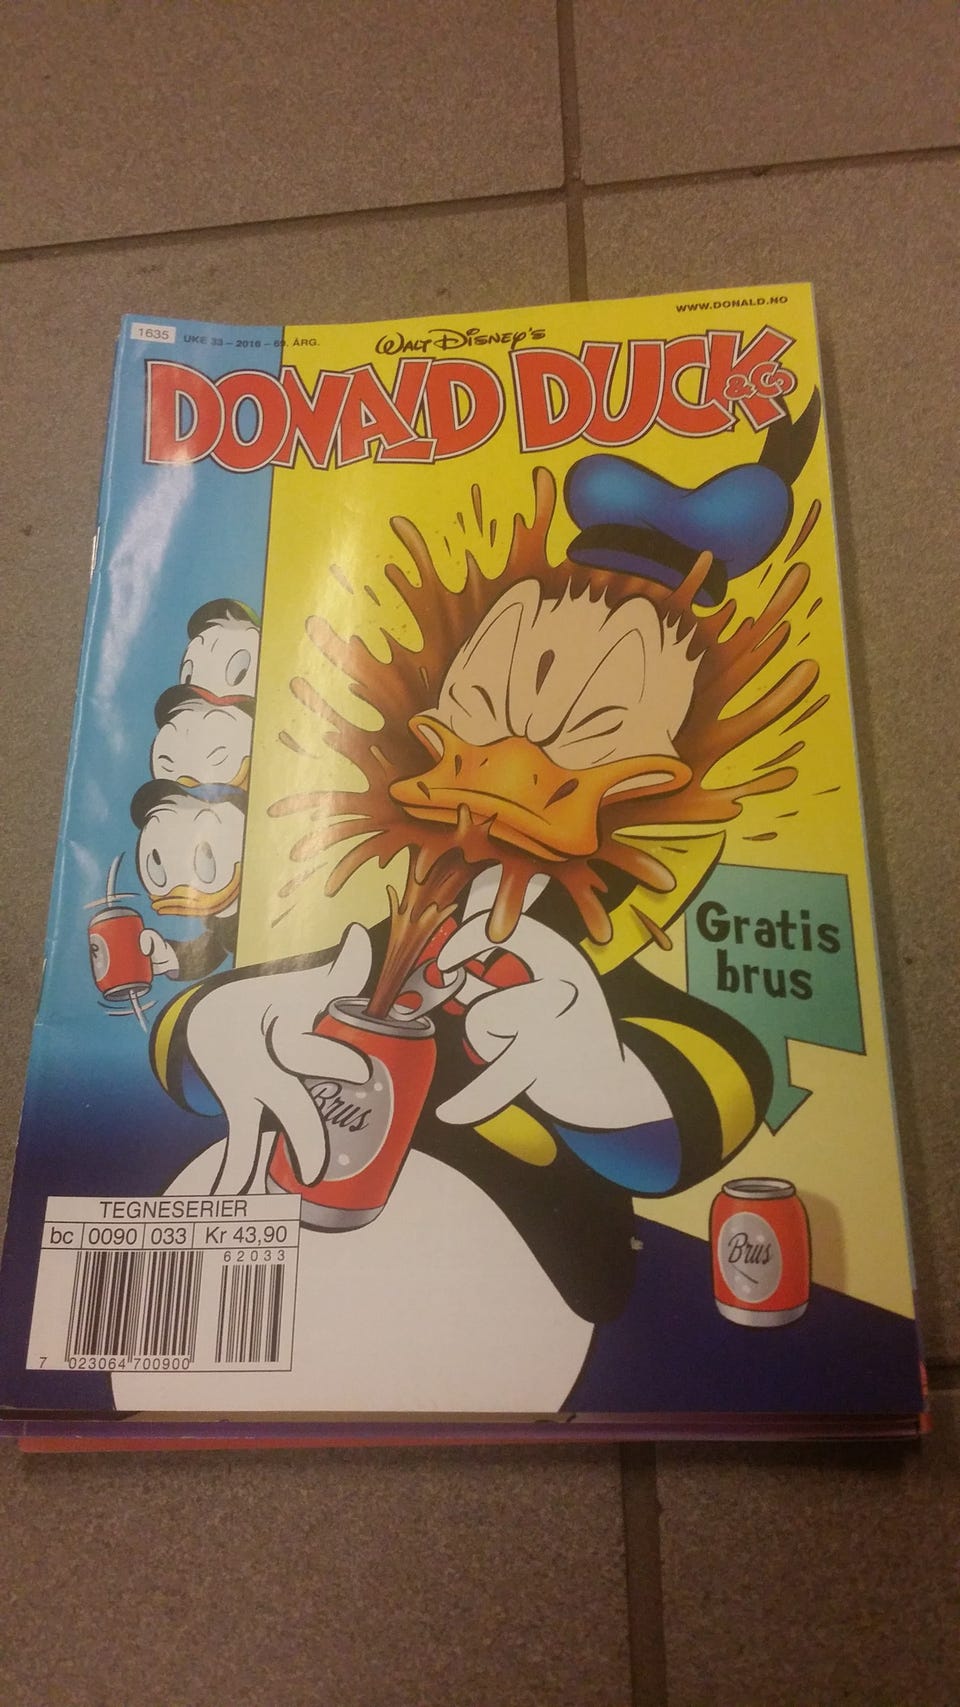 1635
UKE 33 – 2016 – 69. ÅRG.
WWW.DONALD.NO
WALT DISNEY'S
DONALD DUCK & CO
Gratis
brus
Brus
Brus
TEGNESERIER
bc 0090 033 Kr 43,90
62033
7 023064 700900